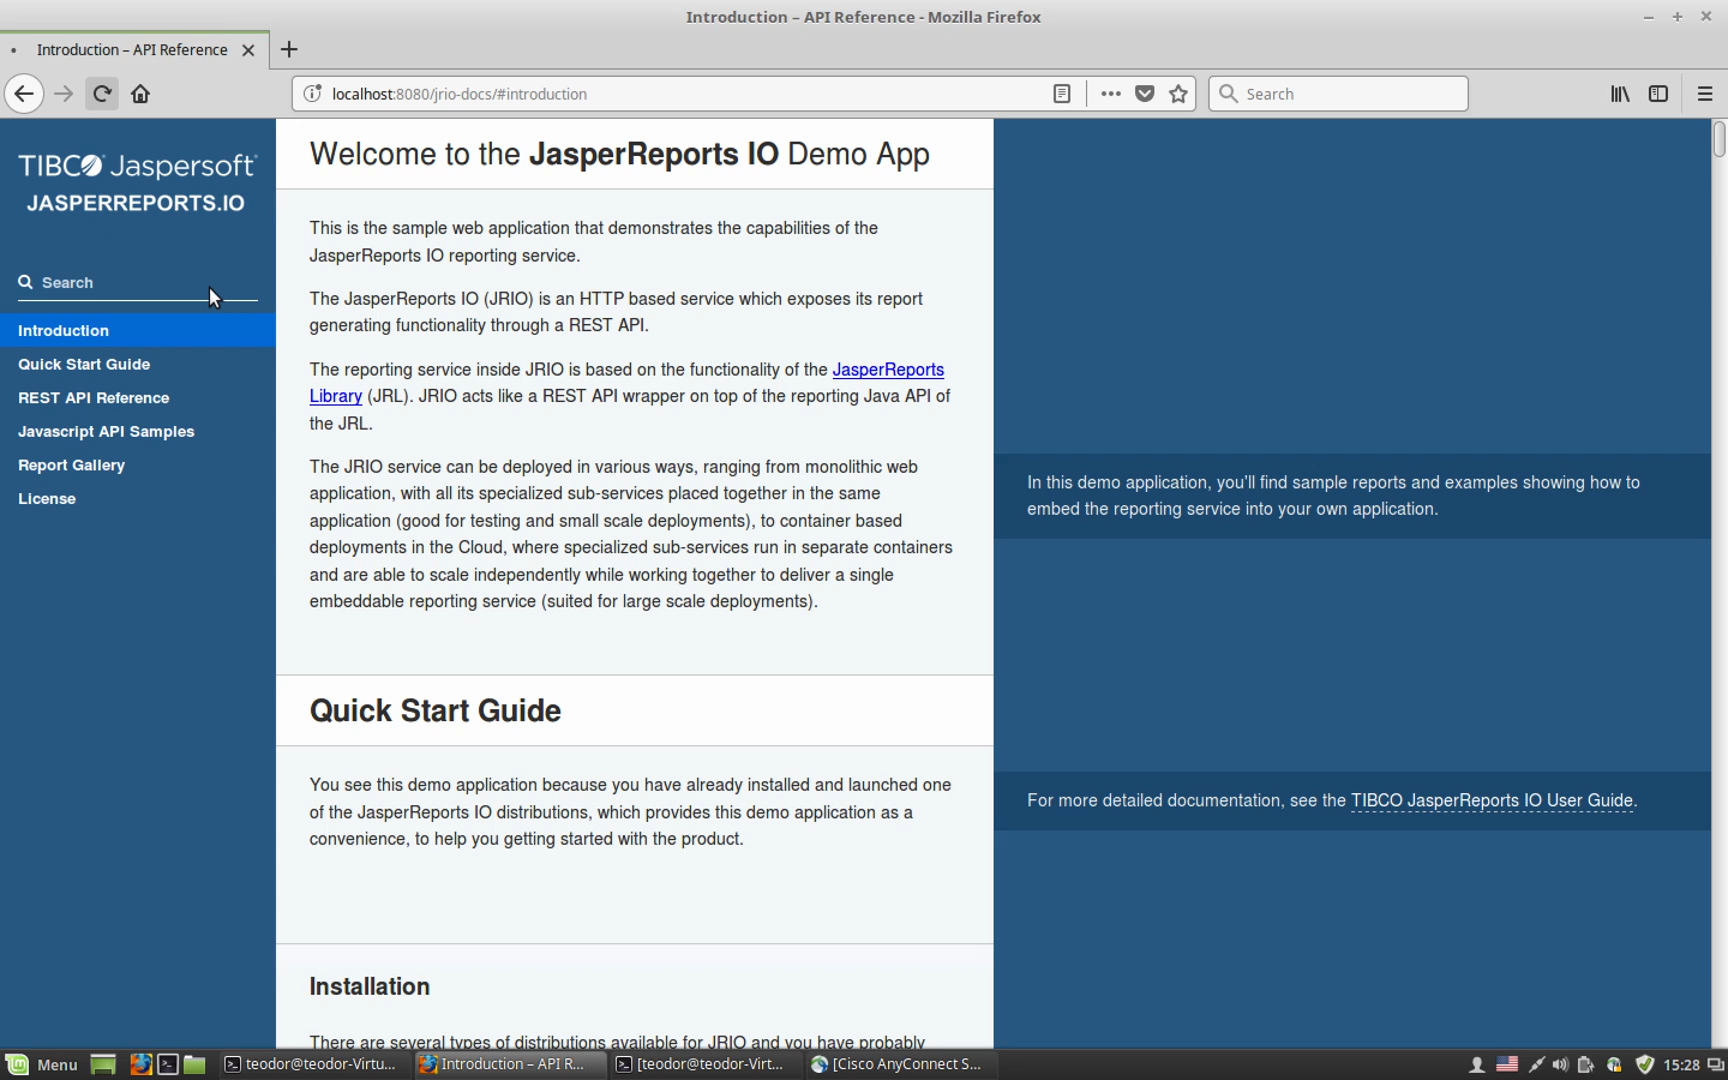 Introduction – API Reference - Mozilla Firefox
Introduction – API Reference
localhost:8080/jrio-docs/#introduction
Search
TIBCO Jaspersoft
JASPERREPORTS.IO
Search
Introduction
Quick Start Guide
REST API Reference
Javascript API Samples
Report Gallery
License
Welcome to the JasperReports IO Demo App
This is the sample web application that demonstrates the capabilities of the
JasperReports IO reporting service.
The JasperReports IO (JRIO) is an HTTP based service which exposes its report
generating functionality through a REST API.
The reporting service inside JRIO is based on the functionality of the JasperReports
Library (JRL). JRIO acts like a REST API wrapper on top of the reporting Java API of
the JRL.
The JRIO service can be deployed in various ways, ranging from monolithic web
application, with all its specialized sub-services placed together in the same
application (good for testing and small scale deployments), to container based
deployments in the Cloud, where specialized sub-services run in separate containers
and are able to scale independently while working together to deliver a single
embeddable reporting service (suited for large scale deployments).
In this demo application, you'll find sample reports and examples showing how to
embed the reporting service into your own application.
Quick Start Guide
You see this demo application because you have already installed and launched one
of the JasperReports IO distributions, which provides this demo application as a
convenience, to help you getting started with the product.
For more detailed documentation, see the TIBCO JasperReports IO User Guide.
Installation
There are several types of distributions available for JRIO and you have probably
Menu
teodor@teodor-Virtu...
Introduction – API R...
[teodor@teodor-Virt...
[Cisco AnyConnect S...
15:28